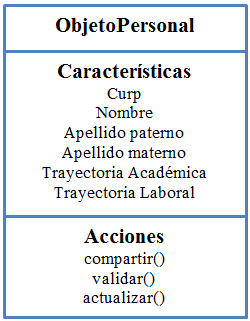 ObjetoPersonal
Características
Curp
Nombre
Apellido paterno
Apellido materno
Trayectoria Académica
Trayectoria Laboral
Acciones
compartir()
validar()
actualizar()